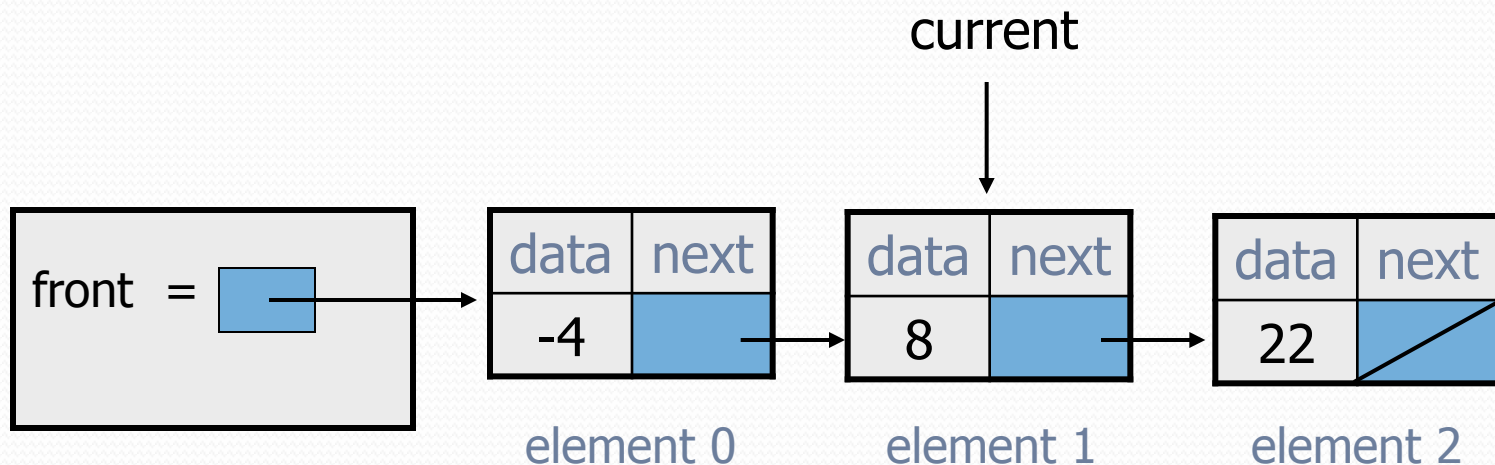 current
front =
data next
-4
element 0
data next
8
element 1
data next
22
element 2